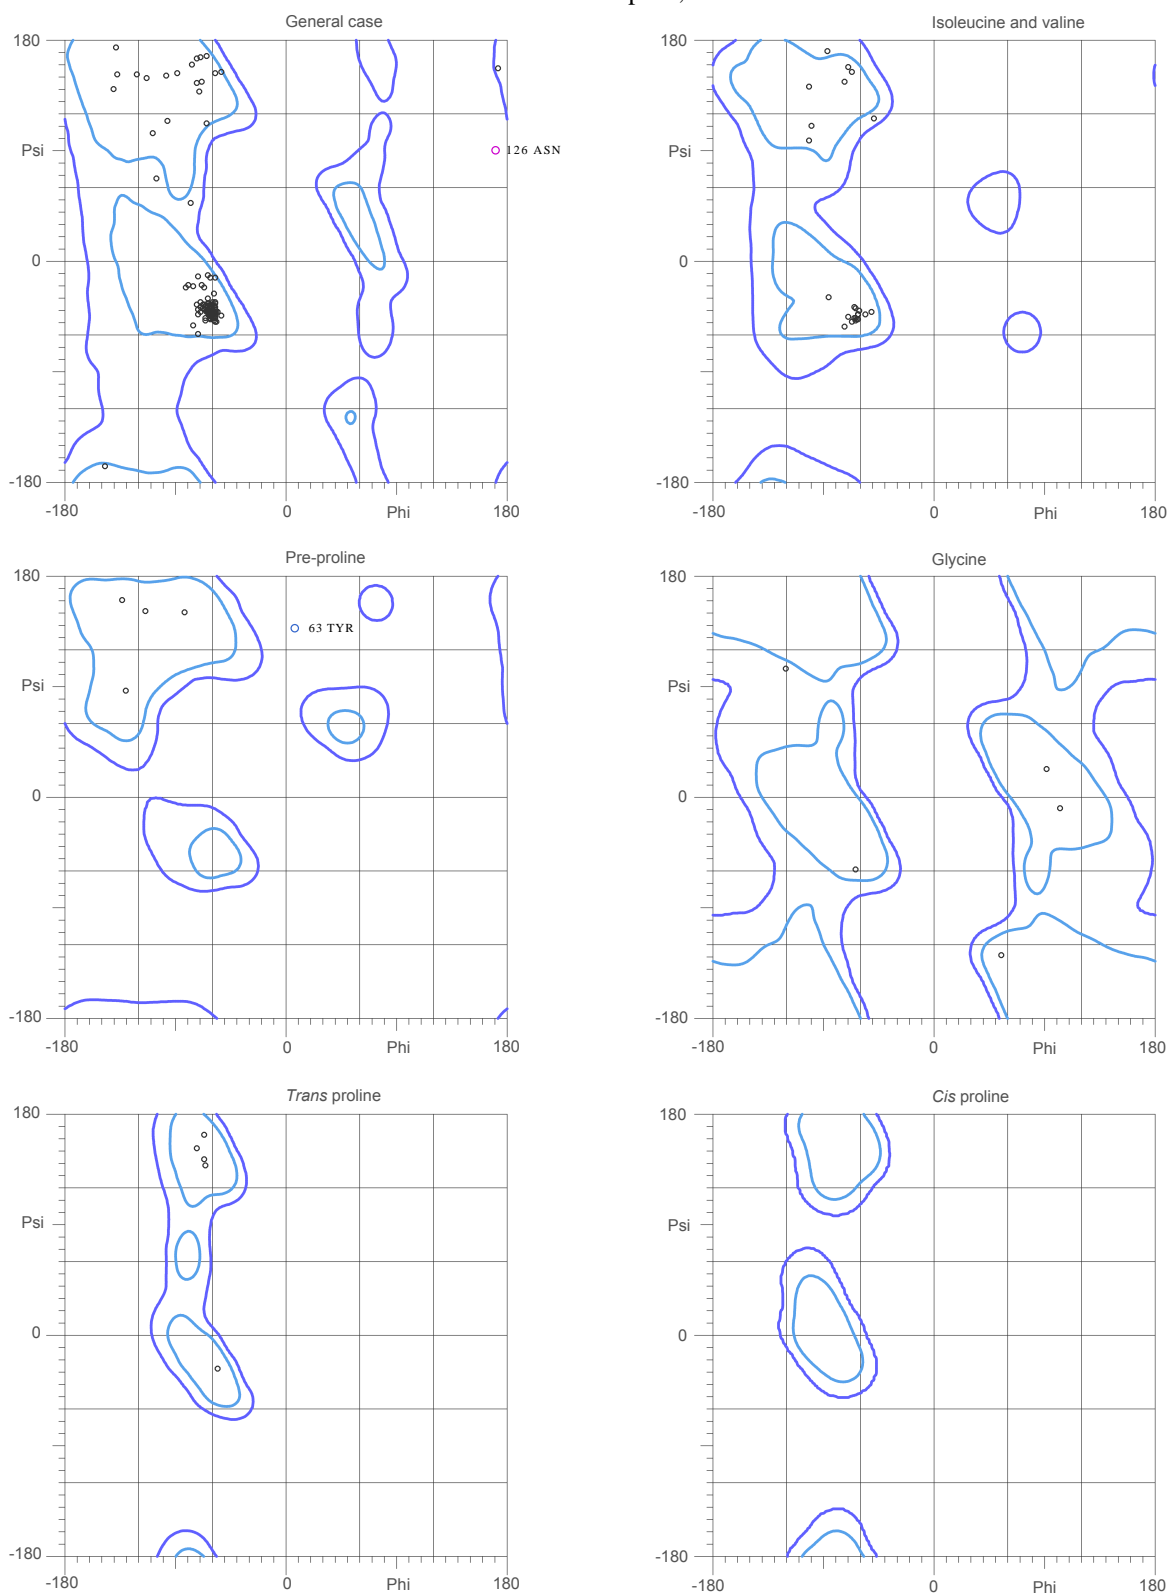 General case
180
Psi
0
-180
-180
0
Phi
180
126 ASN
Isoleucine and valine
180
Psi
0
-180
-180
0
Phi
180
Pre-proline
180
Psi
0
-180
-180
0
Phi
180
63 TYR
Glycine
180
Psi
0
-180
-180
0
Phi
180
Trans proline
180
Psi
0
-180
-180
0
Phi
180
Cis proline
180
Psi
0
-180
-180
0
Phi
180